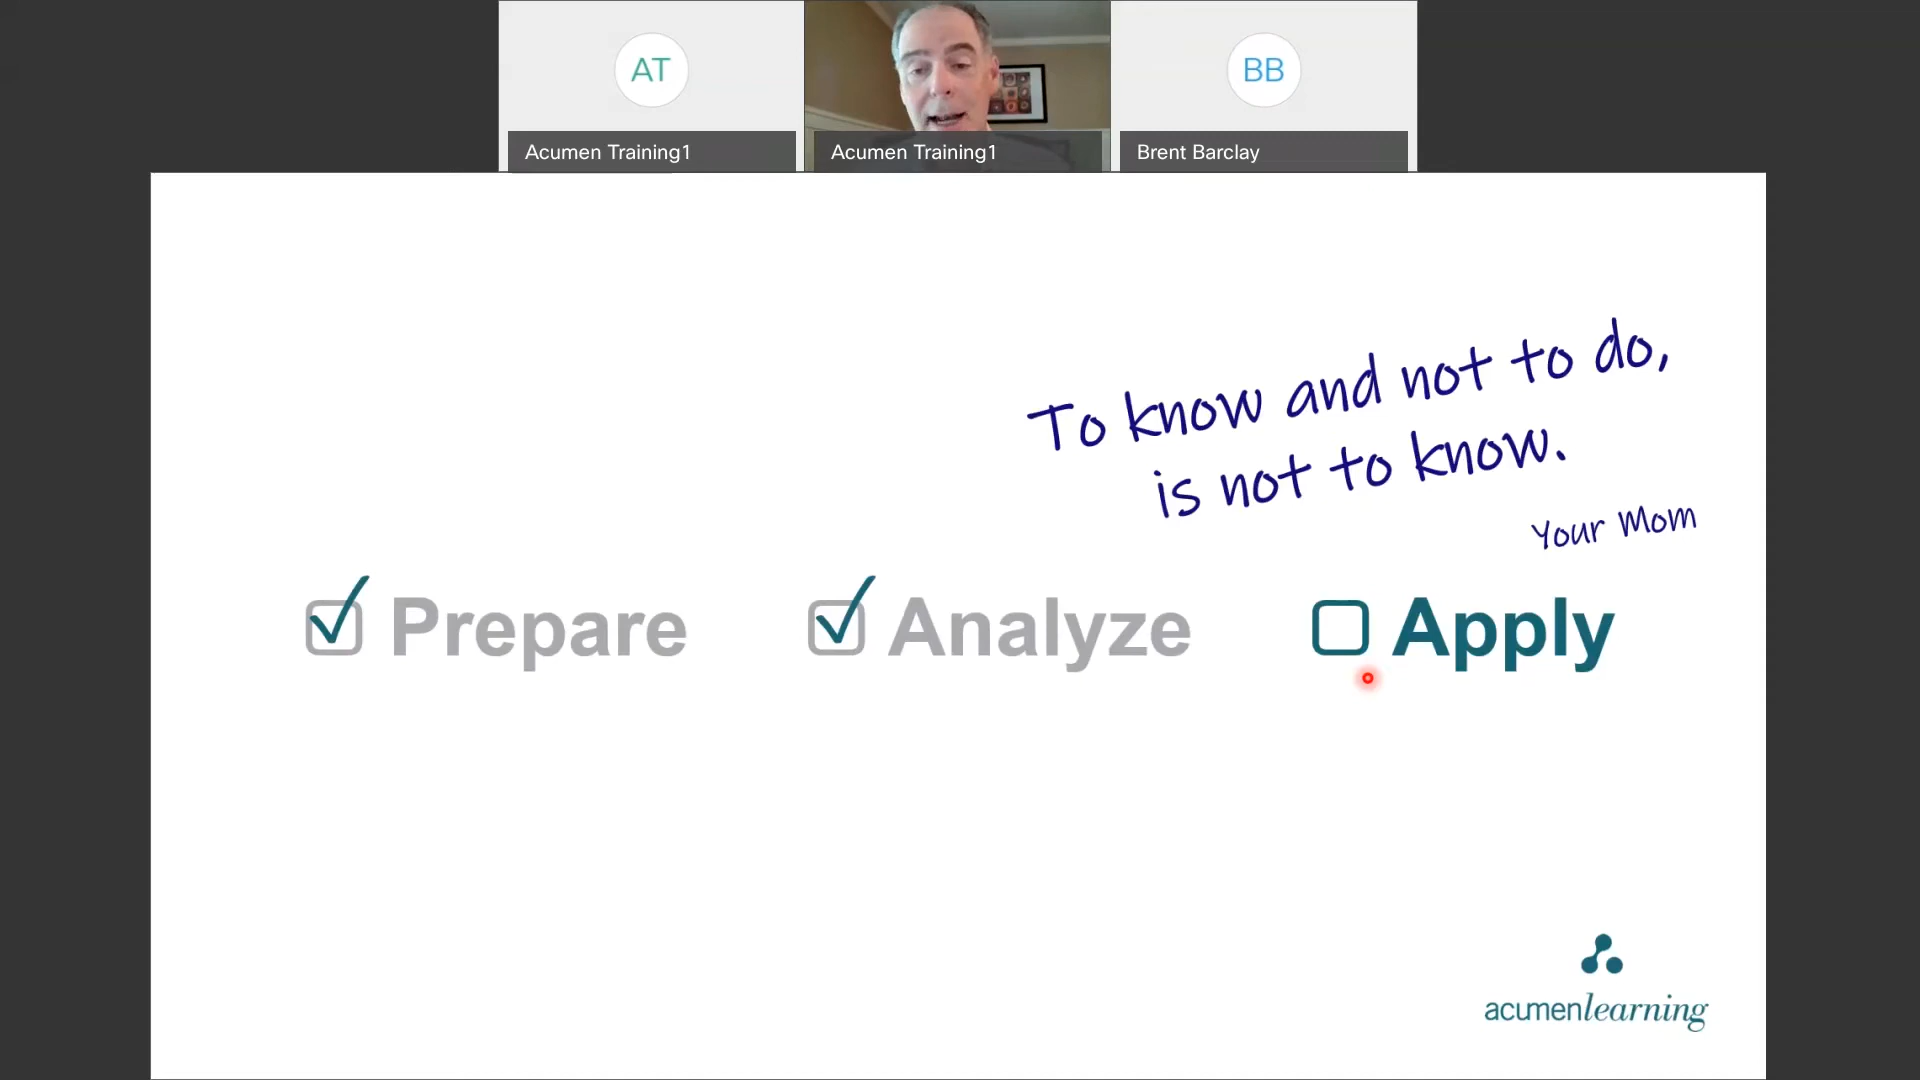 AT
BB
Acumen Training1
Acumen Training1
Brent Barclay
To know and not to do,
is not to know.
Your Mom
Prepare
Analyze
Apply
acumenlearning